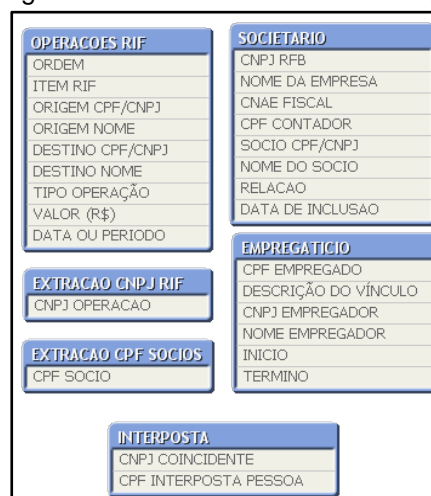 OPERACOES RIF
ORDEM
ITEM RIF
ORIGEM CPF/CNPJ
ORIGEM NOME
DESTINO CPF/CNPJ
DESTINO NOME
TIPO OPERAÇÃO
VALOR (R$)
DATA OU PERIODO
EXTRACAO CNPJ RIF
CNPJ OPERACAO
EXTRACAO CPF SOCIOS
CPF SOCIO
SOCIETARIO
CNPJ RFB
NOME DA EMPRESA
CNAE FISCAL
CPF CONTADOR
SOCIO CPF/CNPJ
NOME DO SOCIO
RELACAO
DATA DE INCLUSAO
EMPREGATICIO
CPF EMPREGADO
DESCRIÇÃO DO VÍNCULO
CNPJ EMPREGADOR
NOME EMPREGADOR
INICIO
TERMINO
INTERPOSTA
CNPJ COINCIDENTE
CPF INTERPOSTA PESSOA